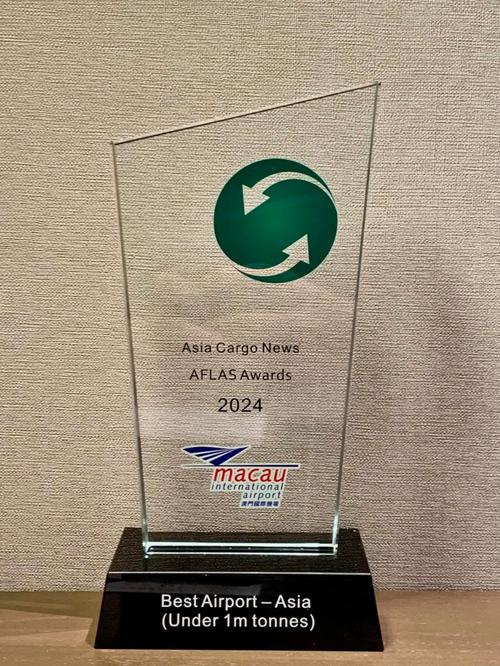 Asia Cargo News
AFLAS Awards
2024
macau
international
airport
澳門國際機場
Best Airport – Asia
(Under 1m tonnes)